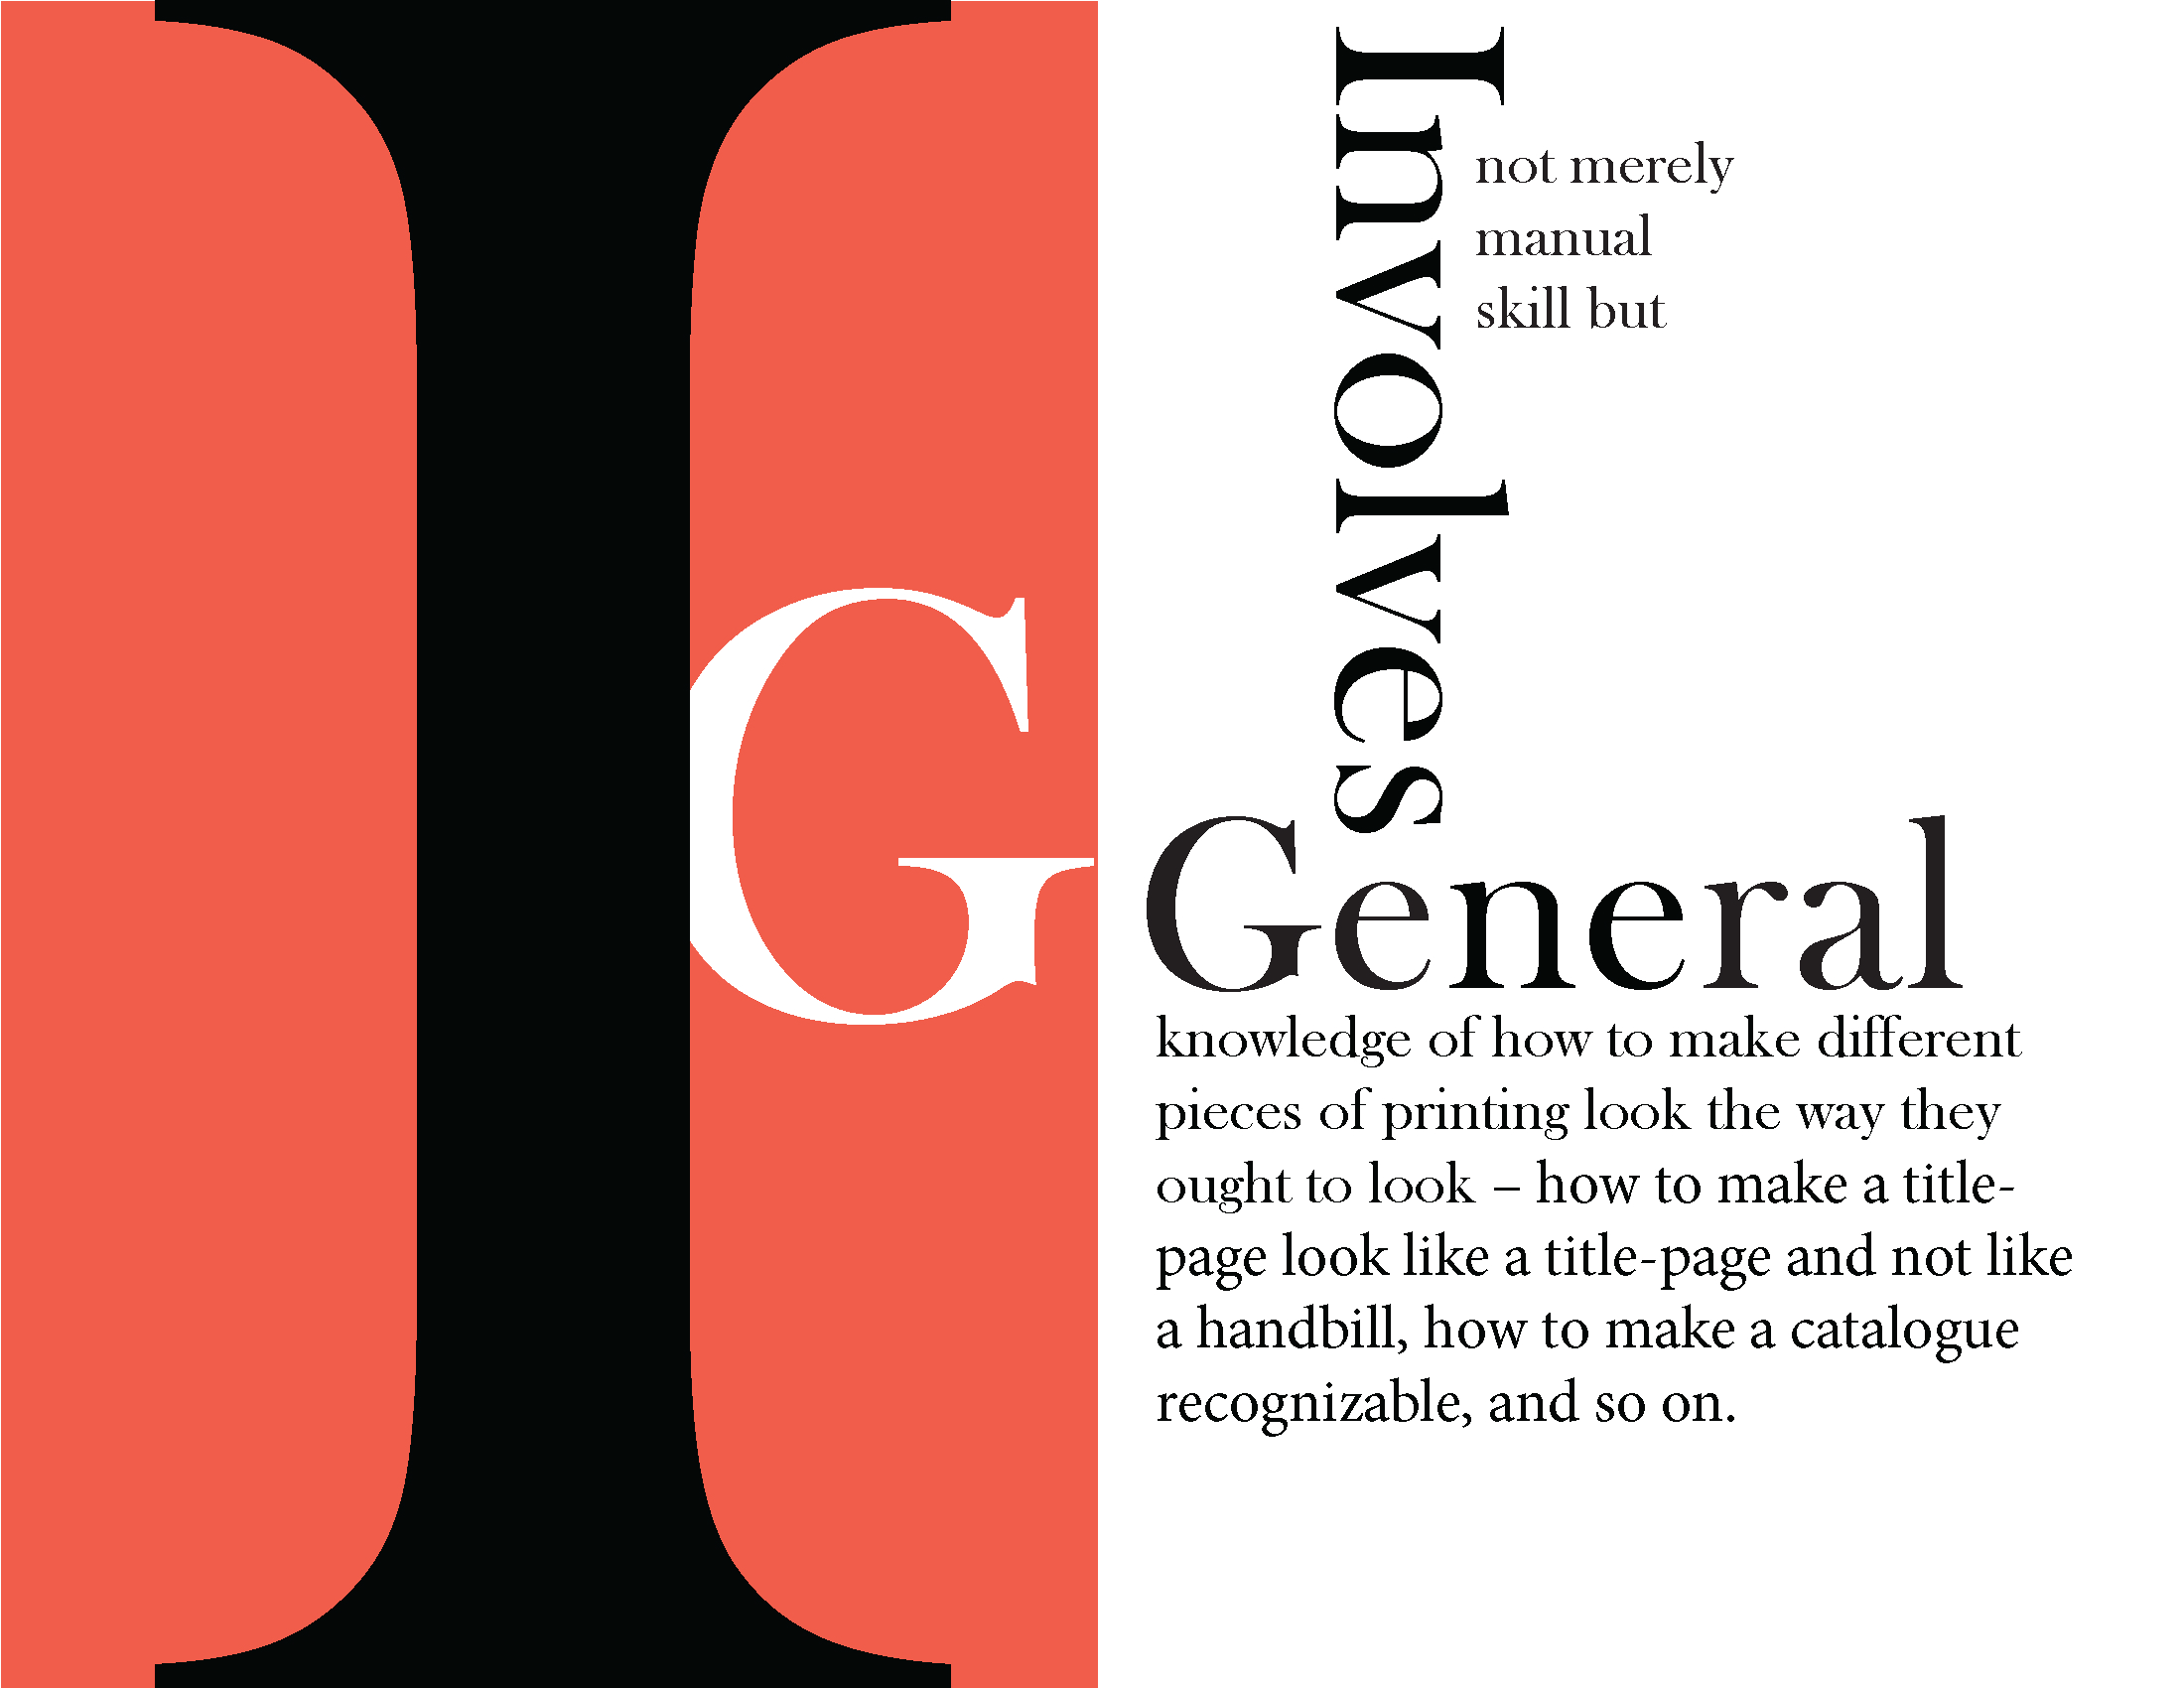 I
G
Involves
not merely
manual
skill but
General
knowledge of how to make different
pieces of printing look the way they
ought to look – how to make a title-
page look like a title-page and not like
a handbill, how to make a catalogue
recognizable, and so on.